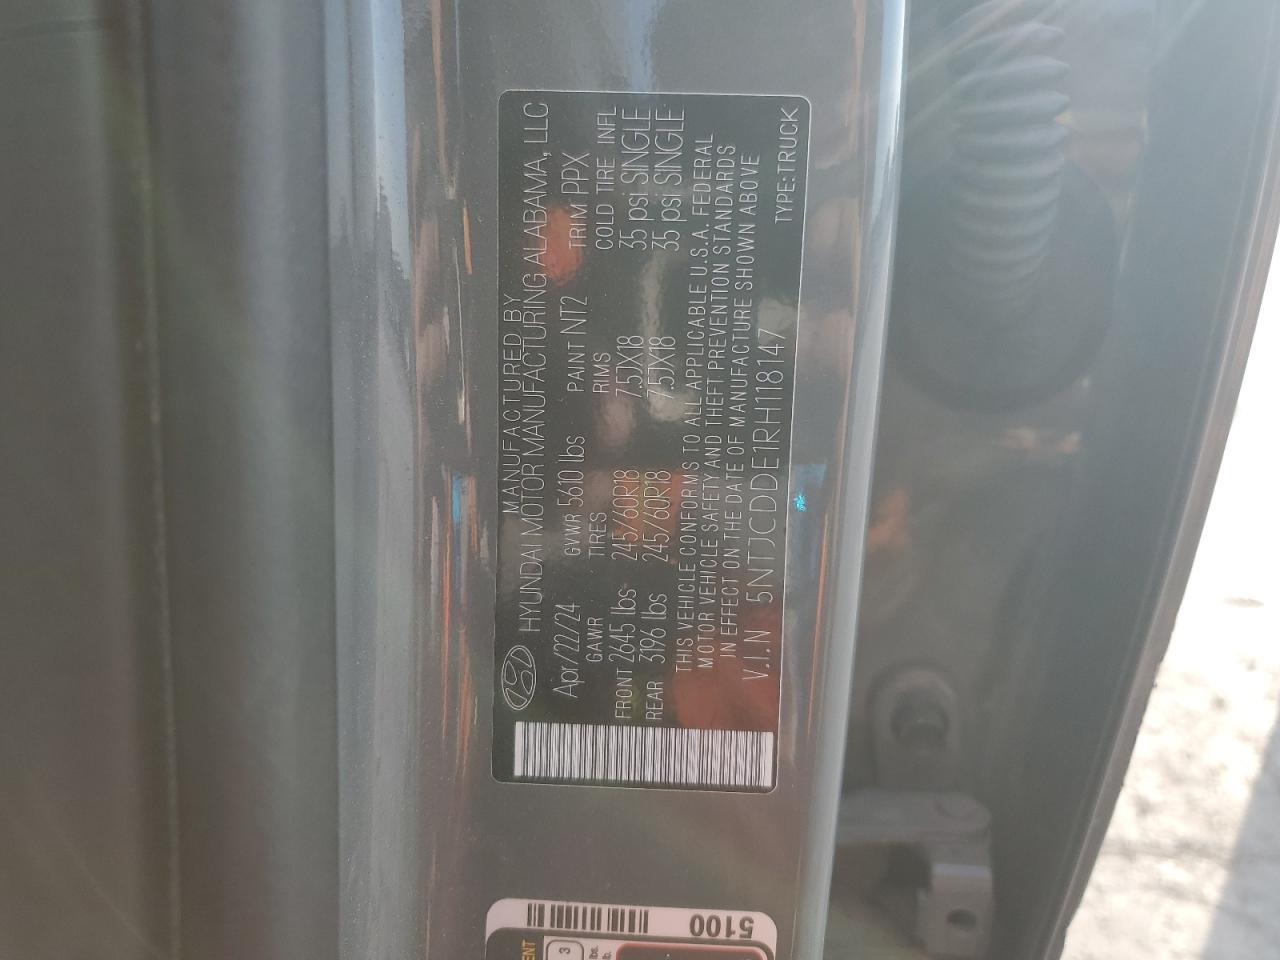 MANUFACTURED BY
HYUNDAI MOTOR MANUFACTURING ALABAMA, LLC
Apr/22/24 GVWR 5610 lbs PAINT NT2 TRIM PPX
GAWR TIRES RIMS COLD TIRE INFL
FRONT 2645 lbs 245/60R18 7.5JX18 35 psi SINGLE
REAR 3196 lbs 245/60R18 7.5JX18 35 psi SINGLE
THIS VEHICLE CONFORMS TO ALL APPLICABLE U.S.A. FEDERAL
MOTOR VEHICLE SAFETY AND THEFT PREVENTION STANDARDS
IN EFFECT ON THE DATE OF MANUFACTURE SHOWN ABOVE
V.I.N 5NTJCDDE1RH118147
TYPE:TRUCK
5100
3
lbs.
lb.